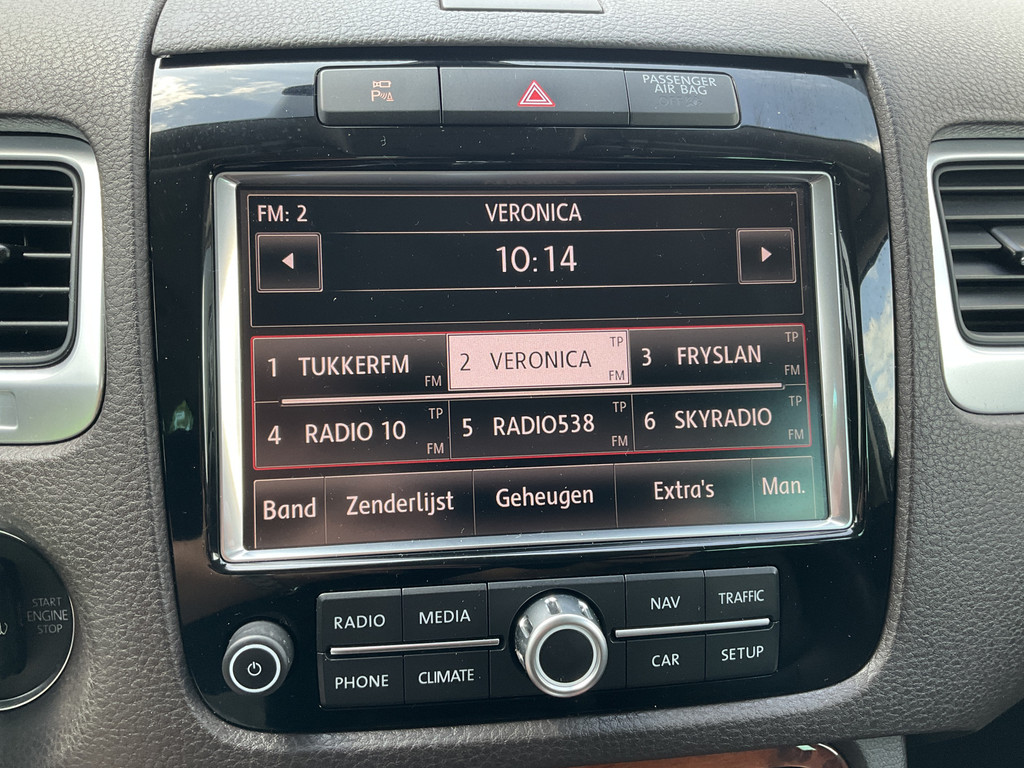 P
PASSENGER
AIR BAG
OFF
FM: 2 VERONICA
10:14
1 TUKKERFM FM
2 VERONICA TP FM
3 FRYSLAN TP FM
4 RADIO 10 TP FM
5 RADIO538 TP FM
6 SKYRADIO TP FM
Band Zenderlijst Geheugen Extra's Man.
START
ENGINE
STOP
RADIO MEDIA NAV TRAFFIC
PHONE CLIMATE CAR SETUP